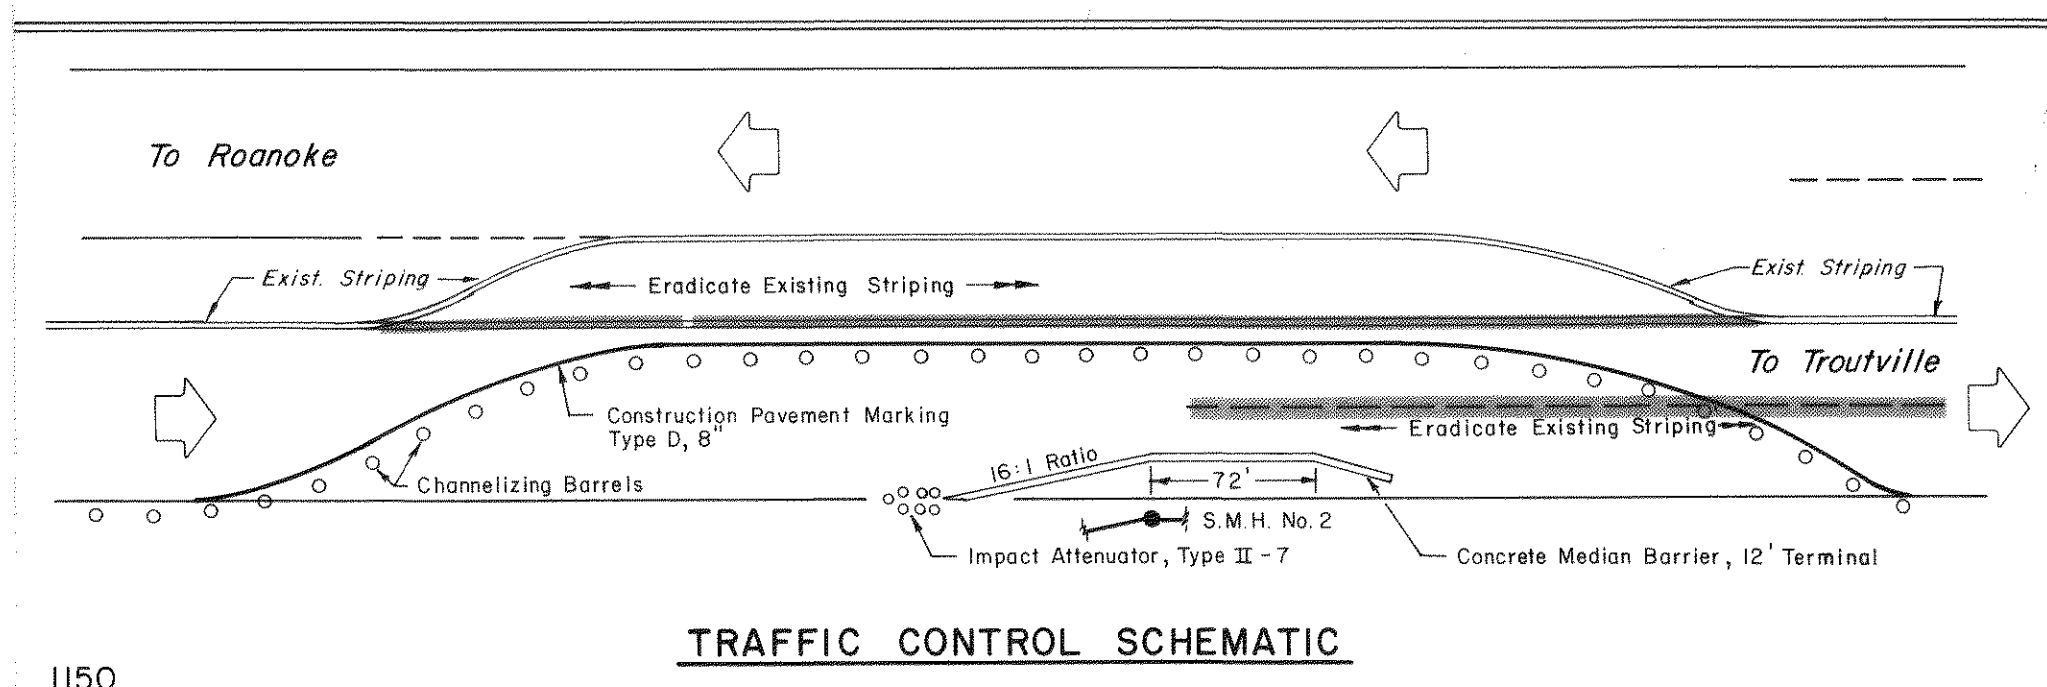 To Roanoke
Exist. Striping
Eradicate Existing Striping
Exist. Striping
To Troutville
Construction Pavement Marking
Type D, 8"
Eradicate Existing Striping
Channelizing Barrels
16:1 Ratio
72'
S.M.H. No. 2
Impact Attenuator, Type II-7
Concrete Median Barrier, 12' Terminal
TRAFFIC CONTROL SCHEMATIC
1150